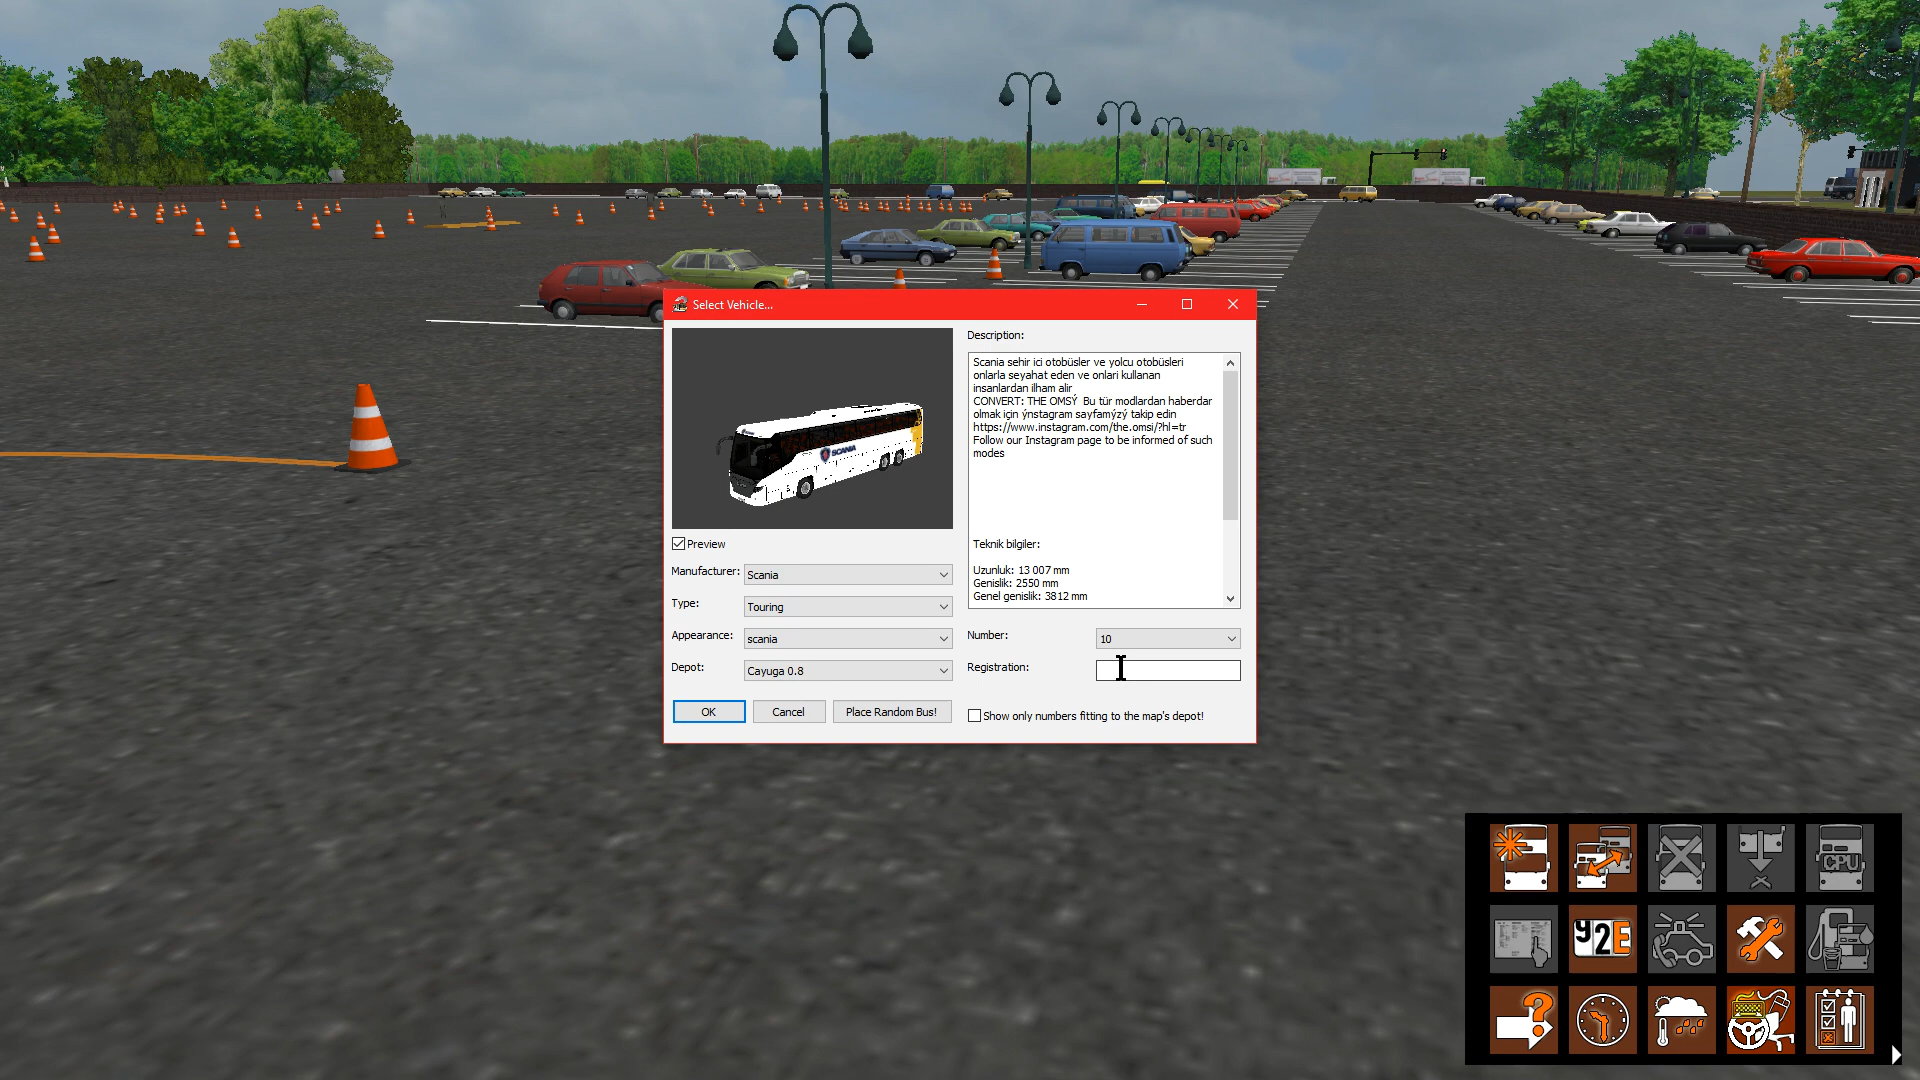 Select Vehicle...
SCANIA
Preview
Manufacturer:
Scania
Type:
Touring
Appearance:
scania
Depot:
Cayuga 0.8
OK
Cancel
Place Random Bus!
Description:
Scania sehir ici otobüsler ve yolcu otobüsleri
onlarla seyahat eden ve onlari kullanan
insanlardan ilham alir
CONVERT: THE OMSÝ Bu tür modlardan haberdar
olmak için ýnstagram sayfamýzý takip edin
https://www.instagram.com/the.omsi/?hl=tr
Follow our Instagram page to be informed of such
modes
Teknik bilgiler:
Uzunluk: 13 007 mm
Genislik: 2550 mm
Genel genislik: 3812 mm
Number:
10
Registration:
Show only numbers fitting to the map's depot!
CPU
92E
?